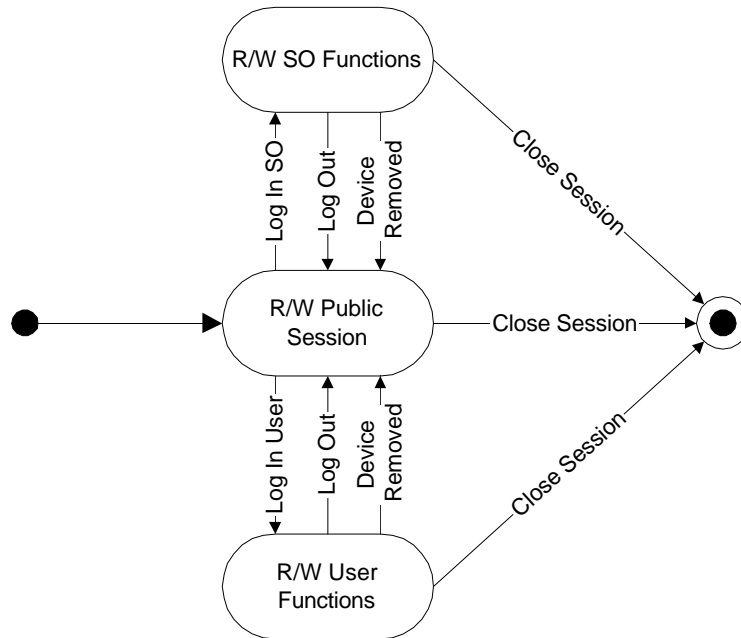 R/W SO Functions
Log In SO
Log Out
Device
Removed
Close Session
R/W Public
Session
Close Session
Log In User
Log Out
Device
Removed
Close Session
R/W User
Functions